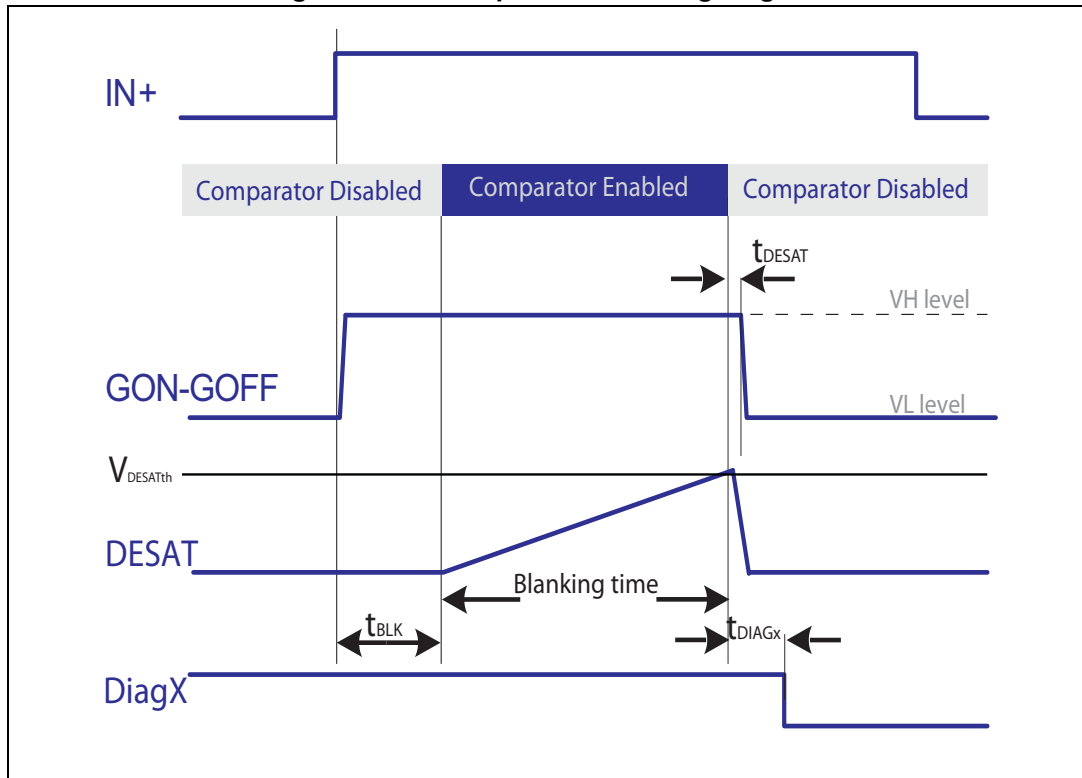 IN+
Comparator Disabled
Comparator Enabled
Comparator Disabled
tDESAT
VH level
GON-GOFF
VL level
VDESATth
DESAT
Blanking time
tBLK
tDIAGx
DiagX